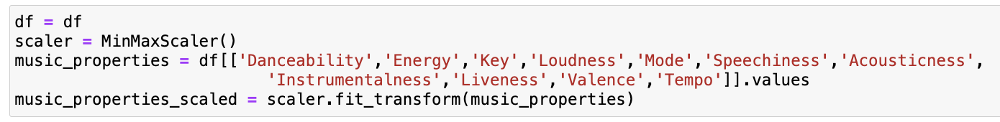 df = df
scaler = MinMaxScaler()
music_properties = df[['Danceability','Energy','Key','Loudness','Mode','Speechiness','Acousticness',
'Instrumentalness','Liveness','Valence','Tempo']].values
music_properties_scaled = scaler.fit_transform(music_properties)